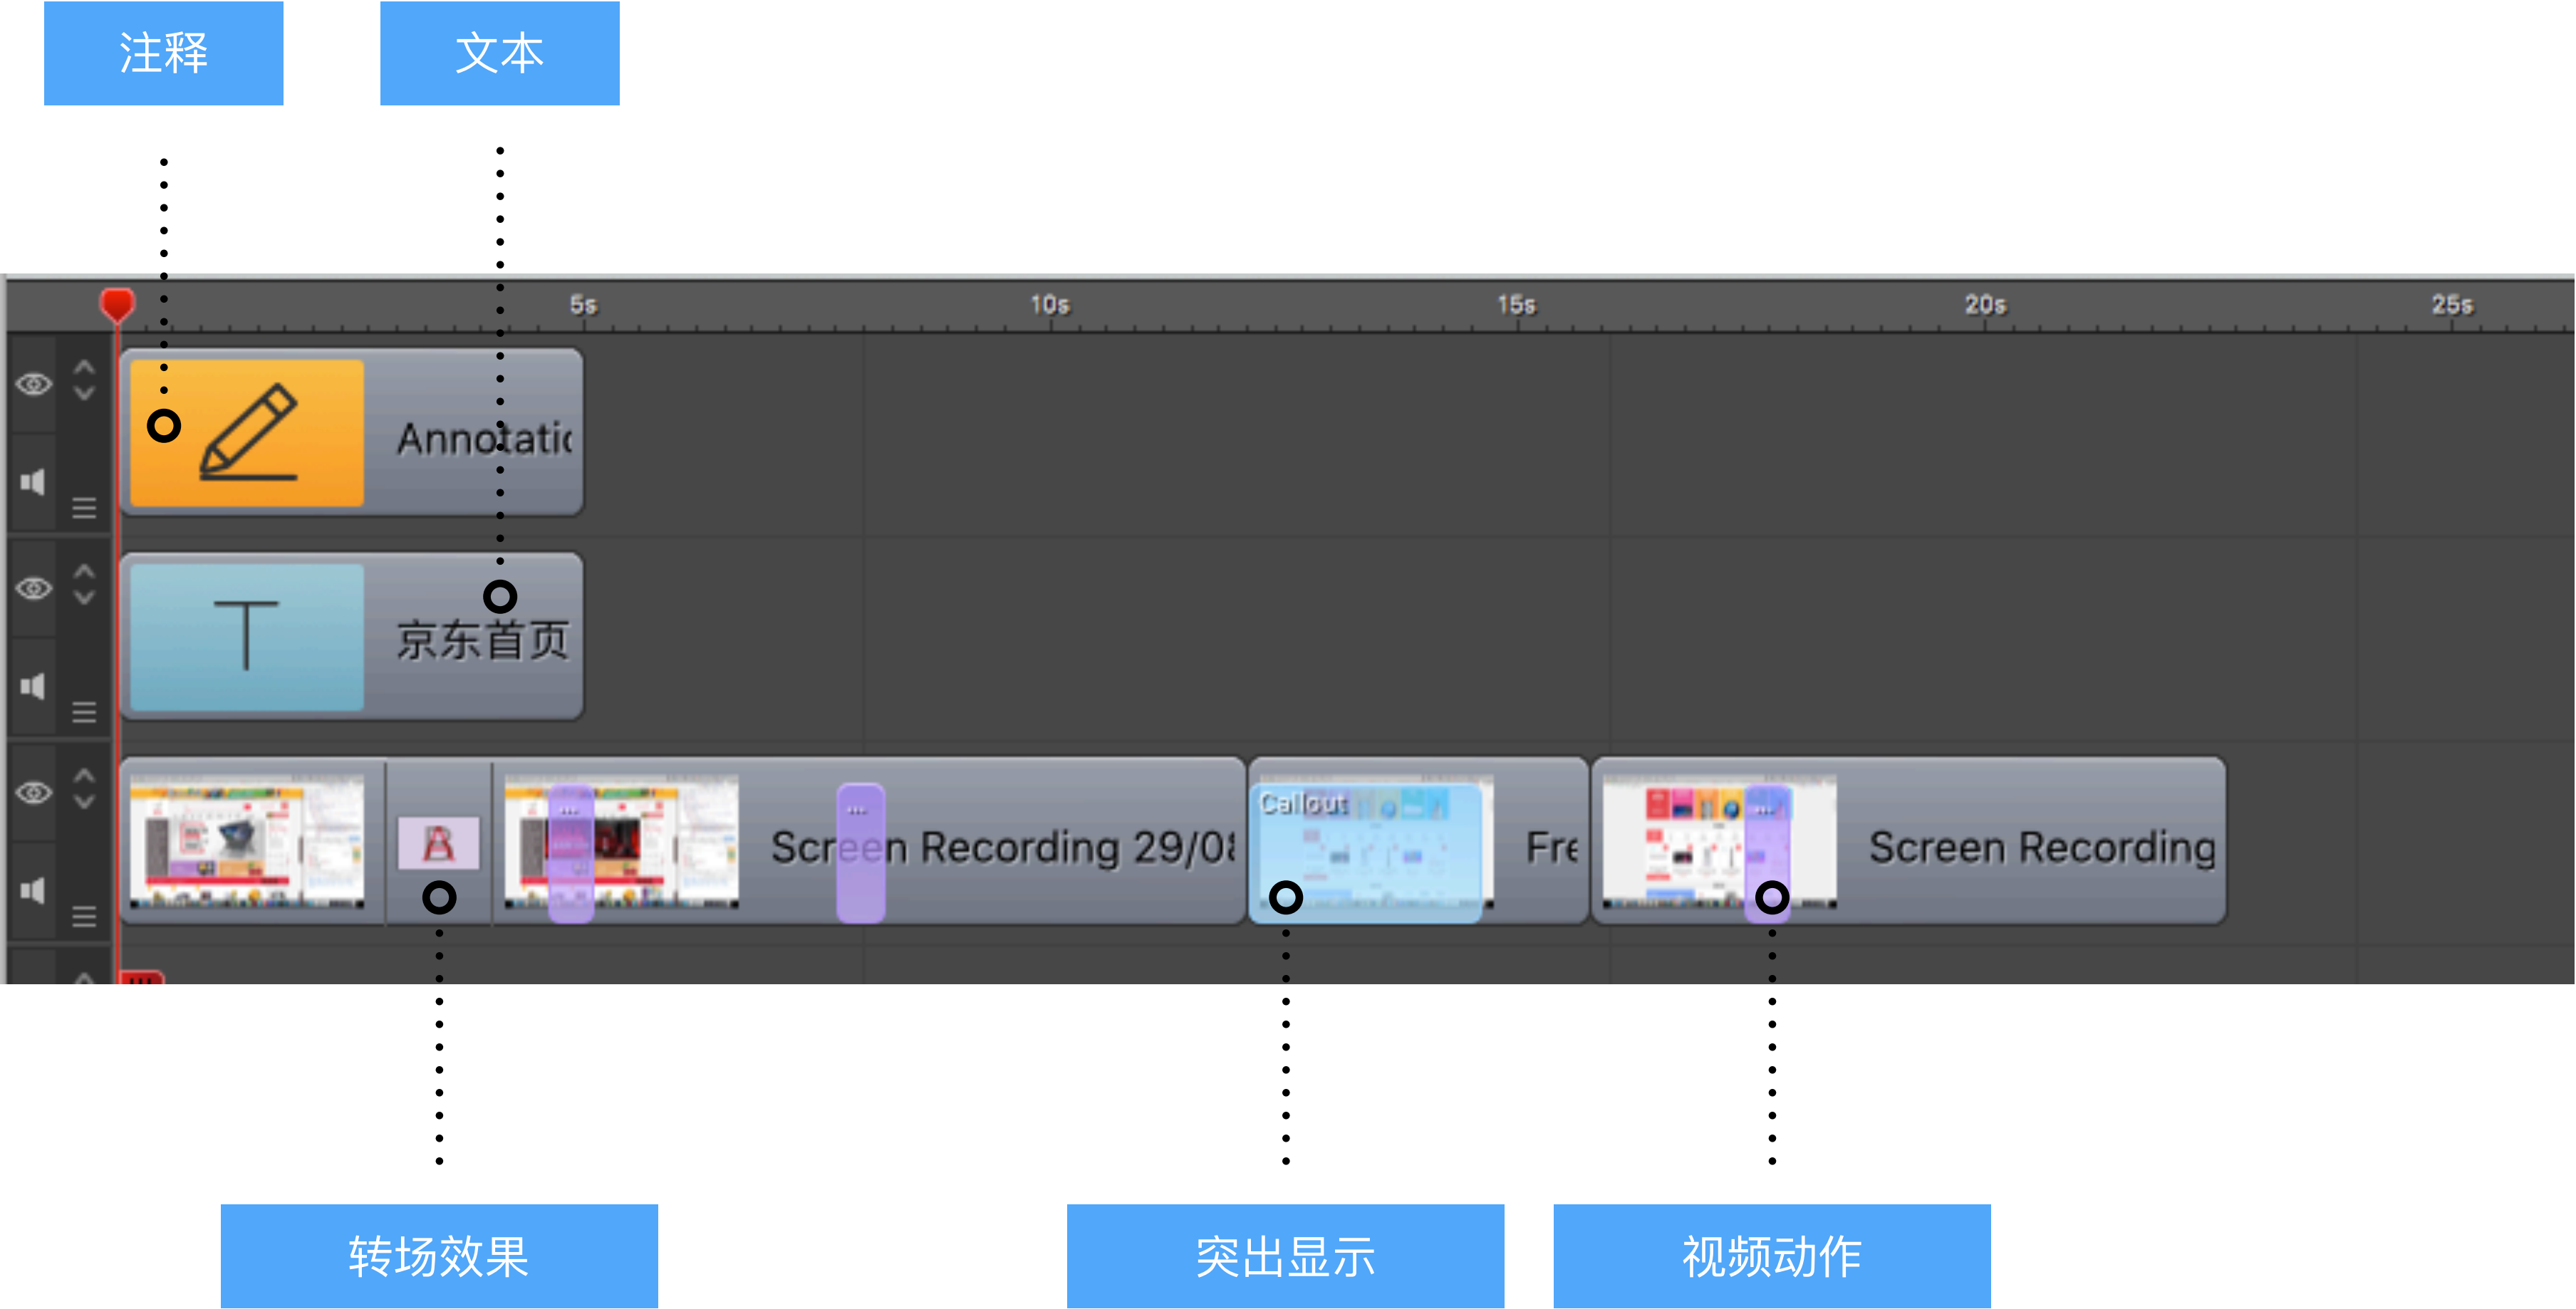 注释
文本
5s
10s
15s
20s
25s
Annotatic
T
京东首页
A
Screen Recording 29/08
Callout
Fre
Screen Recording
转场效果
突出显示
视频动作